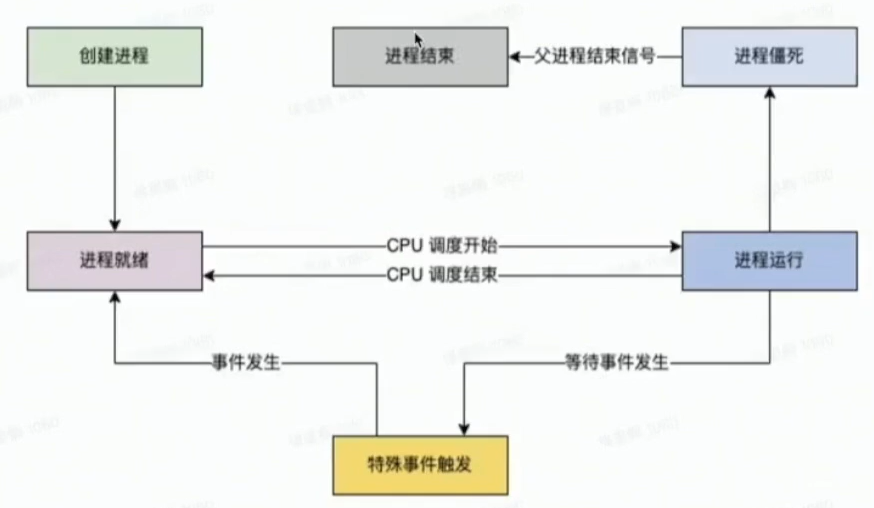 创建进程
进程结束
父进程结束信号
进程僵死
进程就绪
CPU 调度开始
CPU 调度结束
进程运行
事件发生
等待事件发生
特殊事件触发